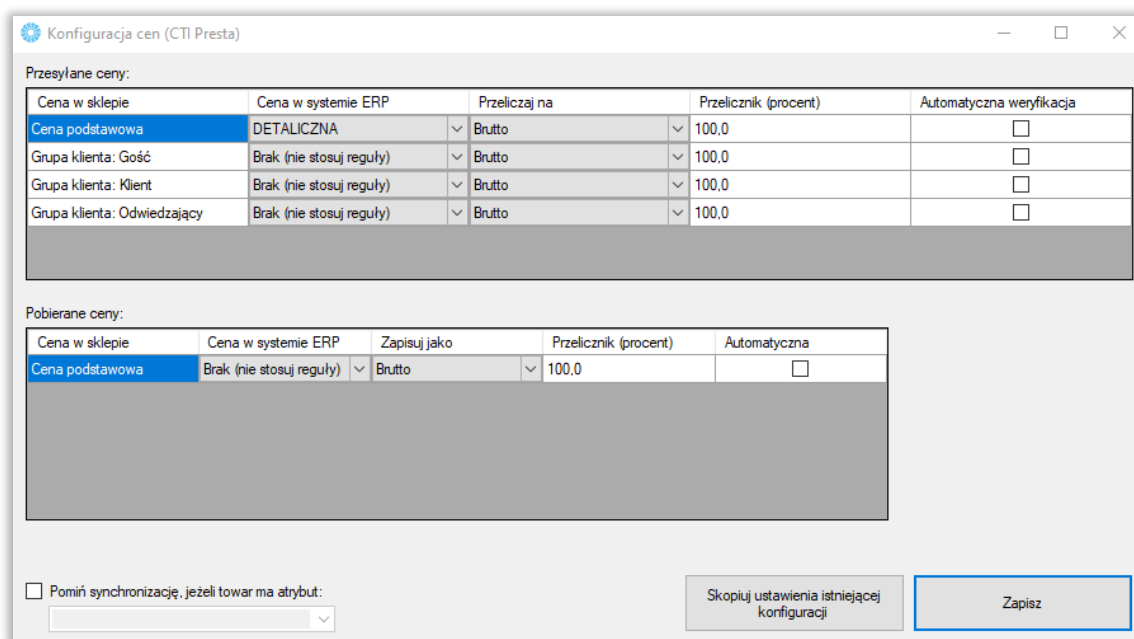 Konfiguracja cen (CTI Presta)
Przesyłane ceny:
Cena w sklepie Cena w systemie ERP Przeliczaj na Przelicznik (procent) Automatyczna weryfikacja
Cena podstawowa DETALICZNA Brutto 100,0
Grupa klienta: Gość Brak (nie stosuj reguły) Brutto 100,0
Grupa klienta: Klient Brak (nie stosuj reguły) Brutto 100,0
Grupa klienta: Odwiedzający Brak (nie stosuj reguły) Brutto 100,0
Pobierane ceny:
Cena w sklepie Cena w systemie ERP Zapisuj jako Przelicznik (procent) Automatyczna
Cena podstawowa Brak (nie stosuj reguły) Brutto 100,0
Pomiń synchronizację, jeżeli towar ma atrybut:
Skopiuj ustawienia istniejącej
konfiguracji
Zapisz